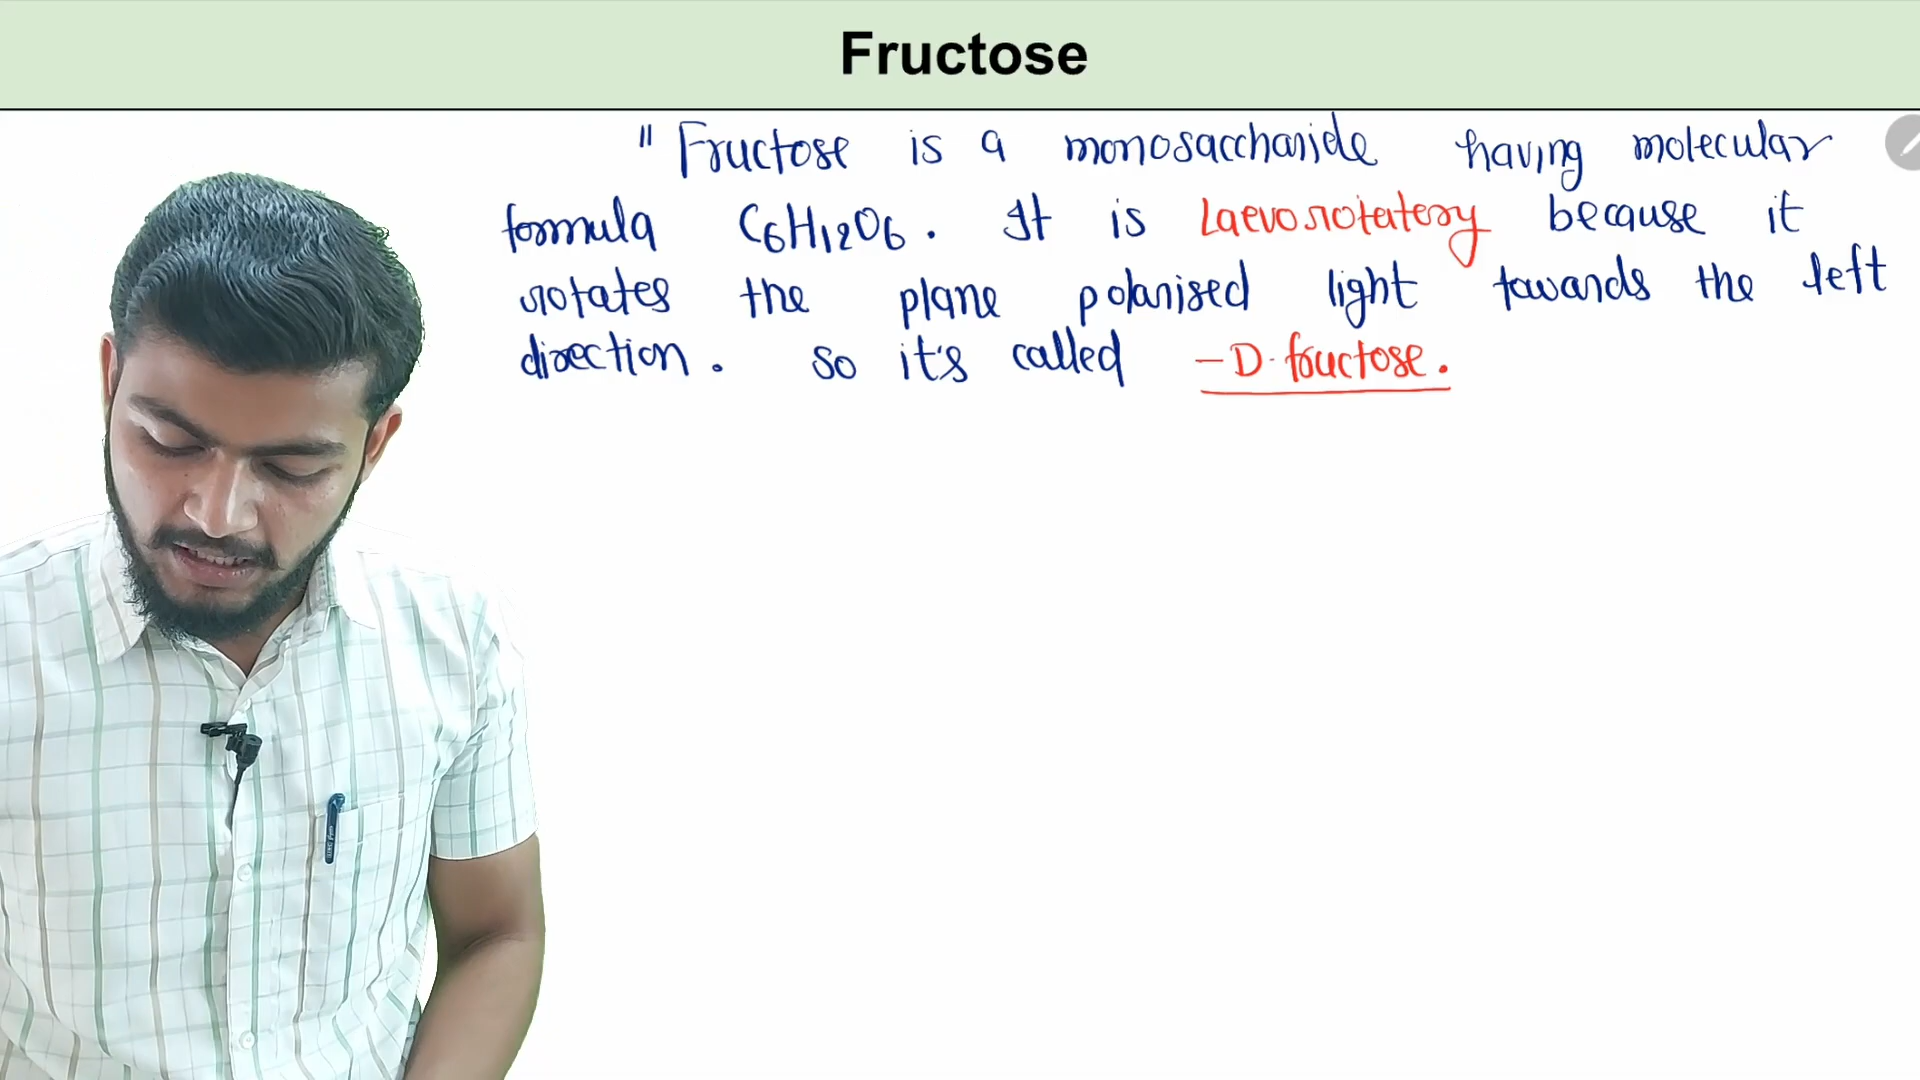 Fructose
" Fructose is a monosaccharide having molecular
formula C6H12O6. It is Laevorotatory because it
rotates the plane polarised light towards the left
direction. so it's called -D-fructose.